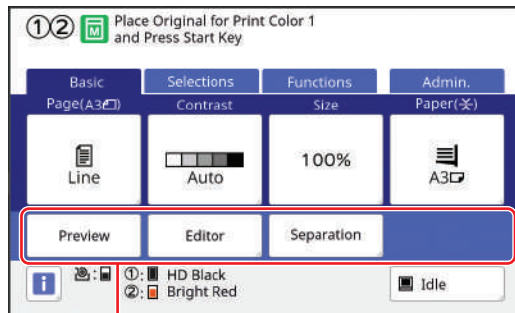 ①② M Place Original for Print Color 1
and Press Start Key
Basic Selections Functions Admin.
Page(A3) Contrast Size Paper(✕)
Line Auto 100% A3
Preview Editor Separation
i : ①: HD Black
②: Bright Red
Idle